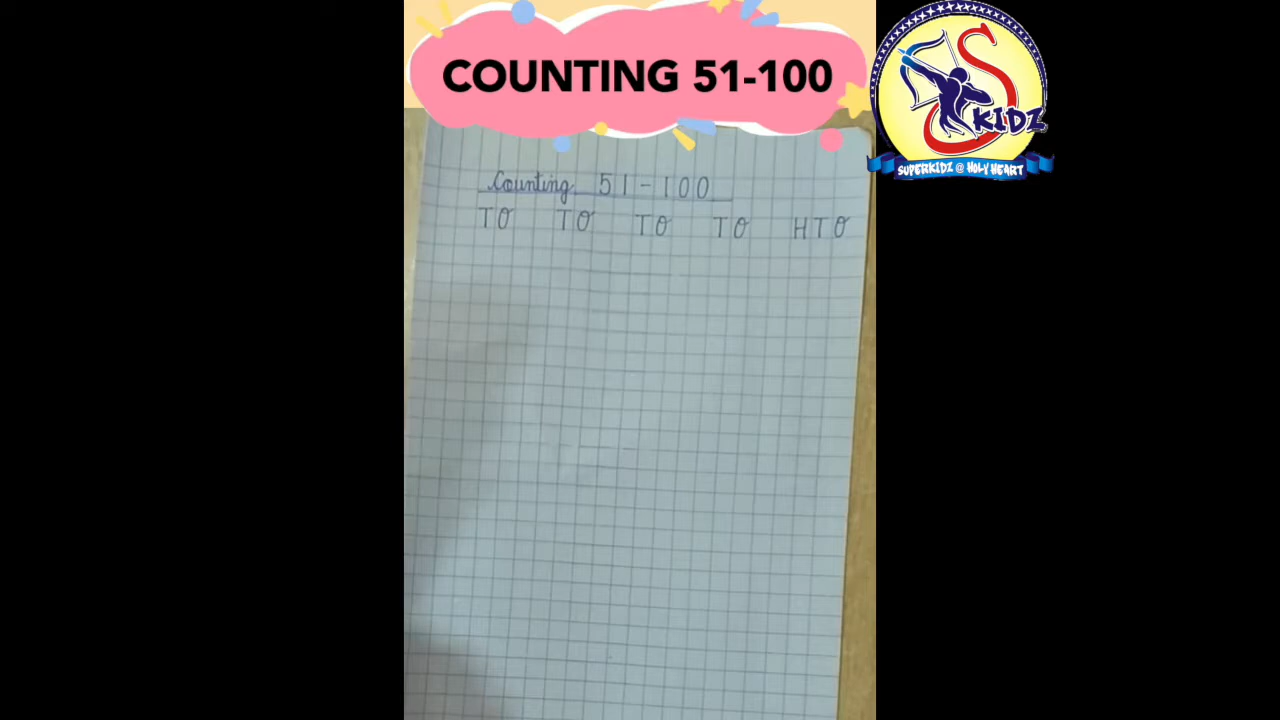 COUNTING 51-100
S
KIDZ
SUPERKIDZ @ HOLY HEART
Counting 51-100
TO TO TO TO HTO